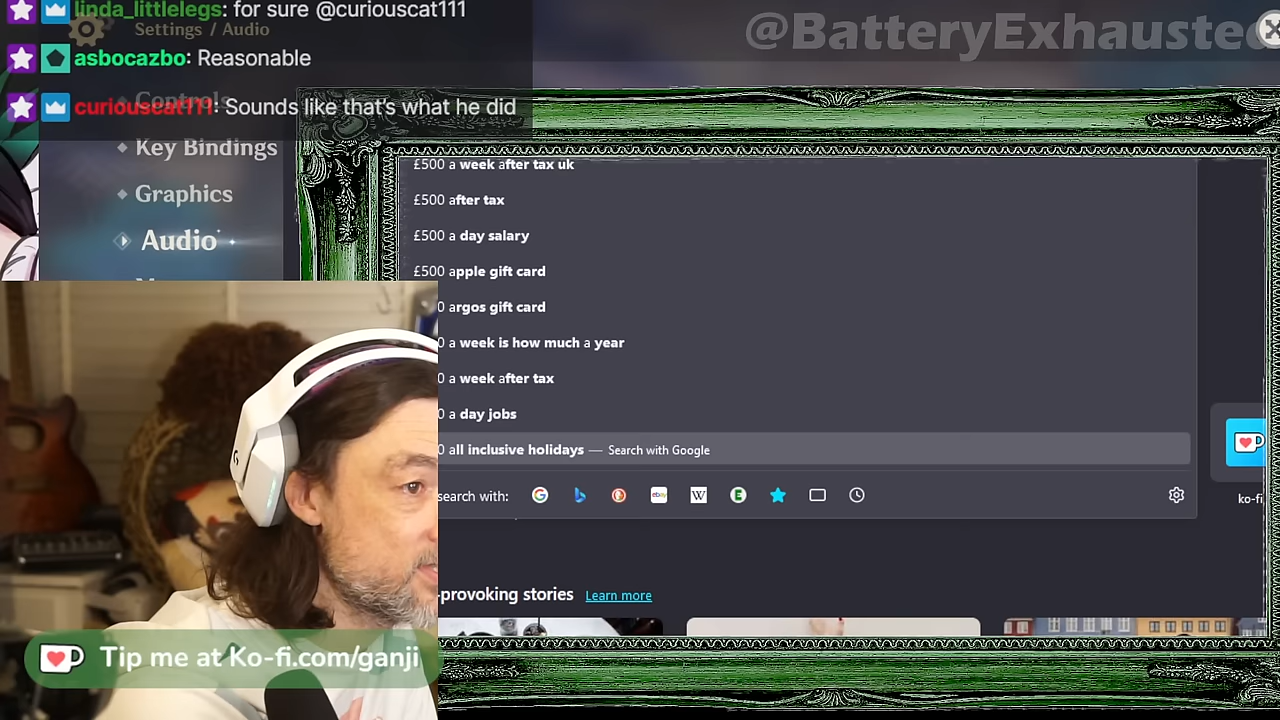 linda_littlelegs: for sure @curiouscat111
Settings / Audio
@BatteryExhausted
asbocazbo: Reasonable
Controls
curiouscat111: Sounds like that's what he did
Key Bindings
Graphics
Audio
£500 a week after tax uk
£500 after tax
£500 a day salary
£500 apple gift card
0 argos gift card
0 a week is how much a year
0 a week after tax
0 a day jobs
0 all inclusive holidays — Search with Google
search with:
G
ebay
W
E
ko-fi
-provoking stories Learn more
Tip me at Ko-fi.com/ganji